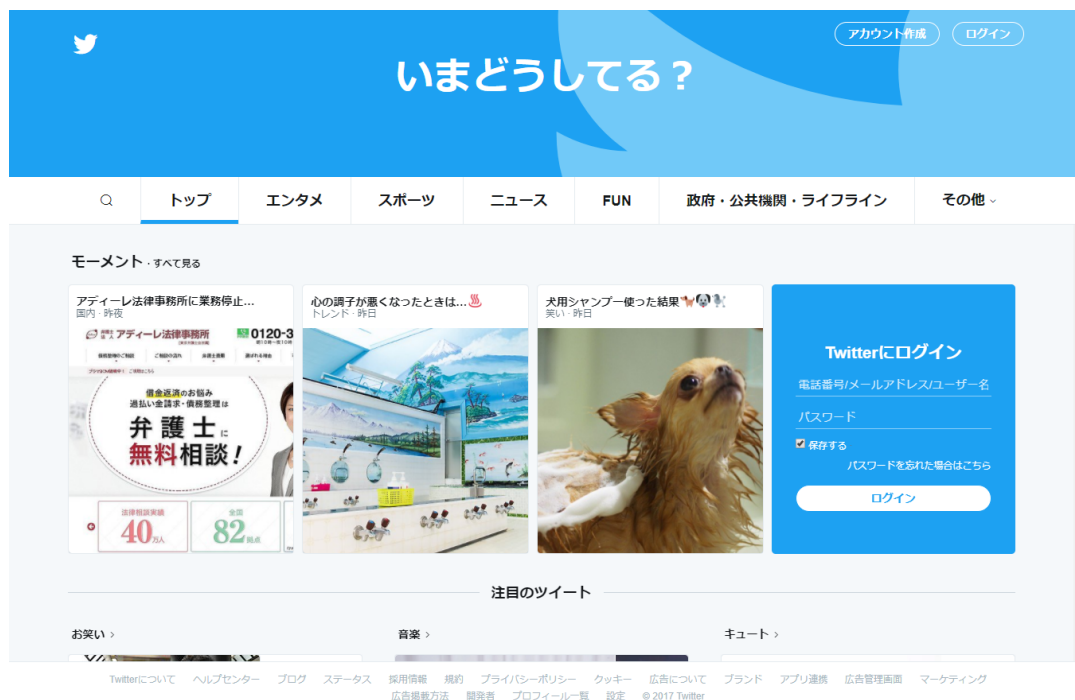 アカウント作成 ログイン
いまどうしてる？
トップ エンタメ スポーツ ニュース FUN 政府・公共機関・ライフライン その他
モーメント · すべて見る
アディーレ法律事務所に業務停止...
国内 · 昨夜
アディーレ法律事務所
0120-3
借金返済のお悩み
過払い金請求・債務整理は
弁護士に
無料相談!
法律相談実績
40万人
全国
82拠点
心の調子が悪くなったときは...♨
トレンド · 昨日
犬用シャンプー使った結果🐕🐶🐩
笑い · 昨日
Twitterにログイン
電話番号/メールアドレス/ユーザー名
パスワード
保存する
パスワードを忘れた場合はこちら
ログイン
注目のツイート
お笑い ›
音楽 ›
キュート ›
Twitterについて ヘルプセンター ブログ ステータス 採用情報 規約 プライバシーポリシー クッキー 広告について ブランド アプリ連携 広告管理画面 マーケティング
広告掲載方法 開発者 プロフィール一覧 設定 © 2017 Twitter